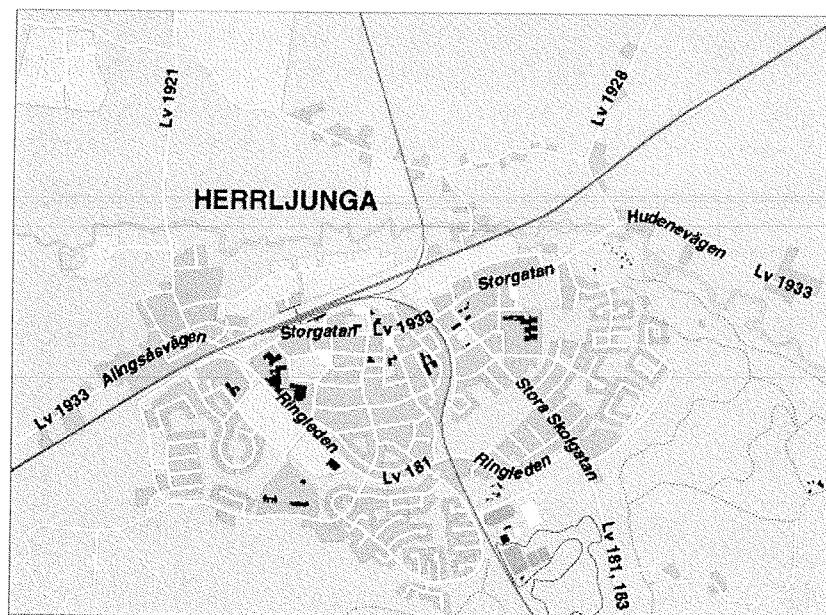 Lv 1921
Lv 1928
HERRLJUNGA
Hudenevägen
Storgatan
Lv 1933
Storgatan
Lv 1933
Alingsåsvägen
Lv 1933
Ringleden
Stora Skolgatan
Lv 181
Ringleden
Lv 181, 183